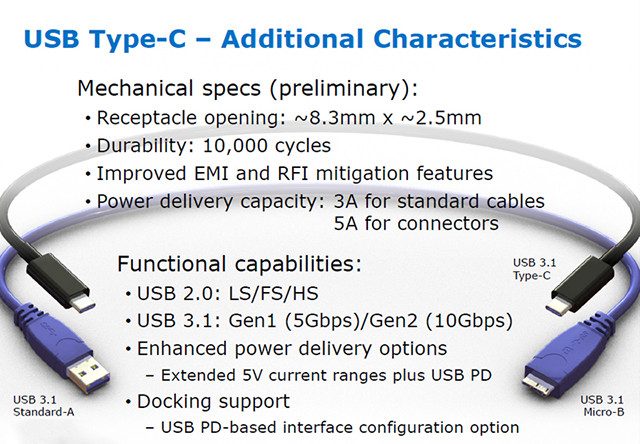 USB Type-C – Additional Characteristics
Mechanical specs (preliminary):
• Receptacle opening: ~8.3mm x ~2.5mm
• Durability: 10,000 cycles
• Improved EMI and RFI mitigation features
• Power delivery capacity: 3A for standard cables
5A for connectors
Functional capabilities:
• USB 2.0: LS/FS/HS
• USB 3.1: Gen1 (5Gbps)/Gen2 (10Gbps)
• Enhanced power delivery options
– Extended 5V current ranges plus USB PD
• Docking support
– USB PD-based interface configuration option
USB 3.1
Type-C
USB 3.1
Standard-A
USB 3.1
Micro-B